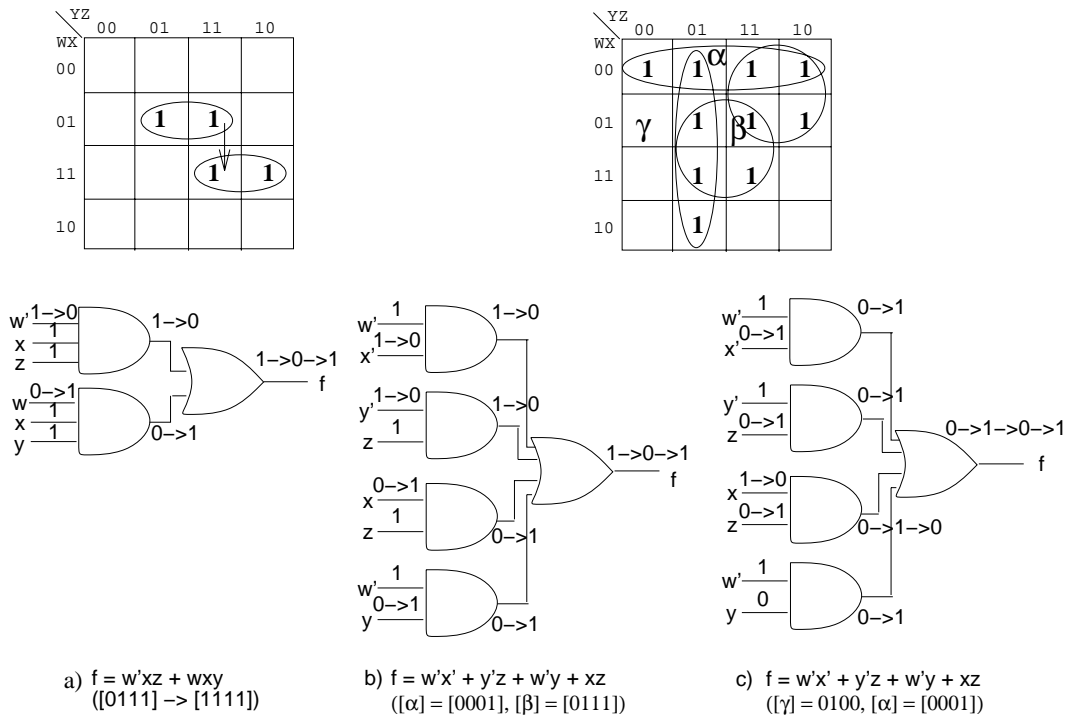 YZ
00 01 11 10
WX
00
01 1 1
11 1 1
10
YZ
00 01 11 10
WX
α
00 1 1 1 1
01 γ 1 β 1 1
11 1 1
10 1
w' 1->0
x 1
z 1
1->0
w 0->1
x 1
y 1
0->1
1->0->1
f
w' 1
x' 1->0
1->0
y' 1->0
z 1
1->0
x 0->1
z 1
0->1
w' 1
y 0->1
0->1
1->0->1
f
w' 1
x' 0->1
0->1
y' 1
z 0->1
0->1
x 1->0
z 0->1
0->1->0
w' 1
y 0
0->1
0->1->0->1
f
a) f = w'xz + wxy
([0111] -> [1111])
b) f = w'x' + y'z + w'y + xz
([α] = [0001], [β] = [0111])
c) f = w'x' + y'z + w'y + xz
([γ] = 0100, [α] = [0001])